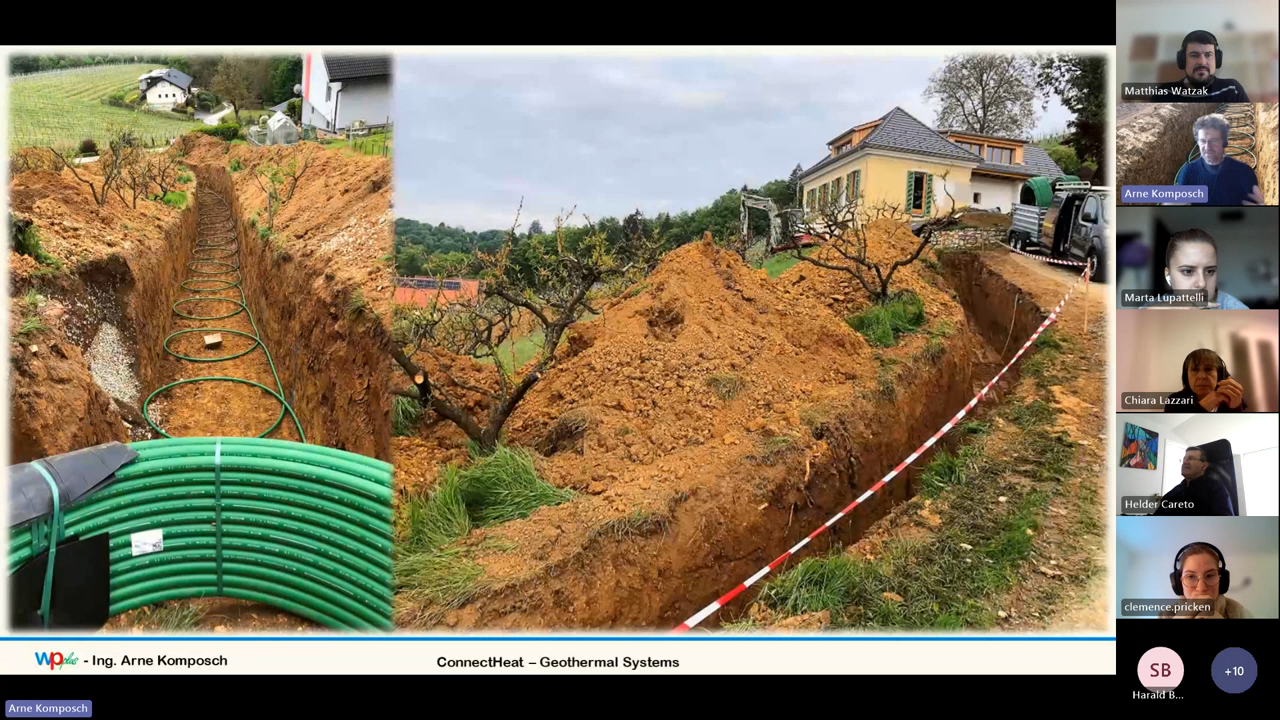 Matthias Watzak
Arne Komposch
Marta Lupattelli
Chiara Lazzari
Helder Careto
clemence.pricken
SB
Harald B...
+10
wp plus - Ing. Arne Komposch
ConnectHeat – Geothermal Systems
Arne Komposch